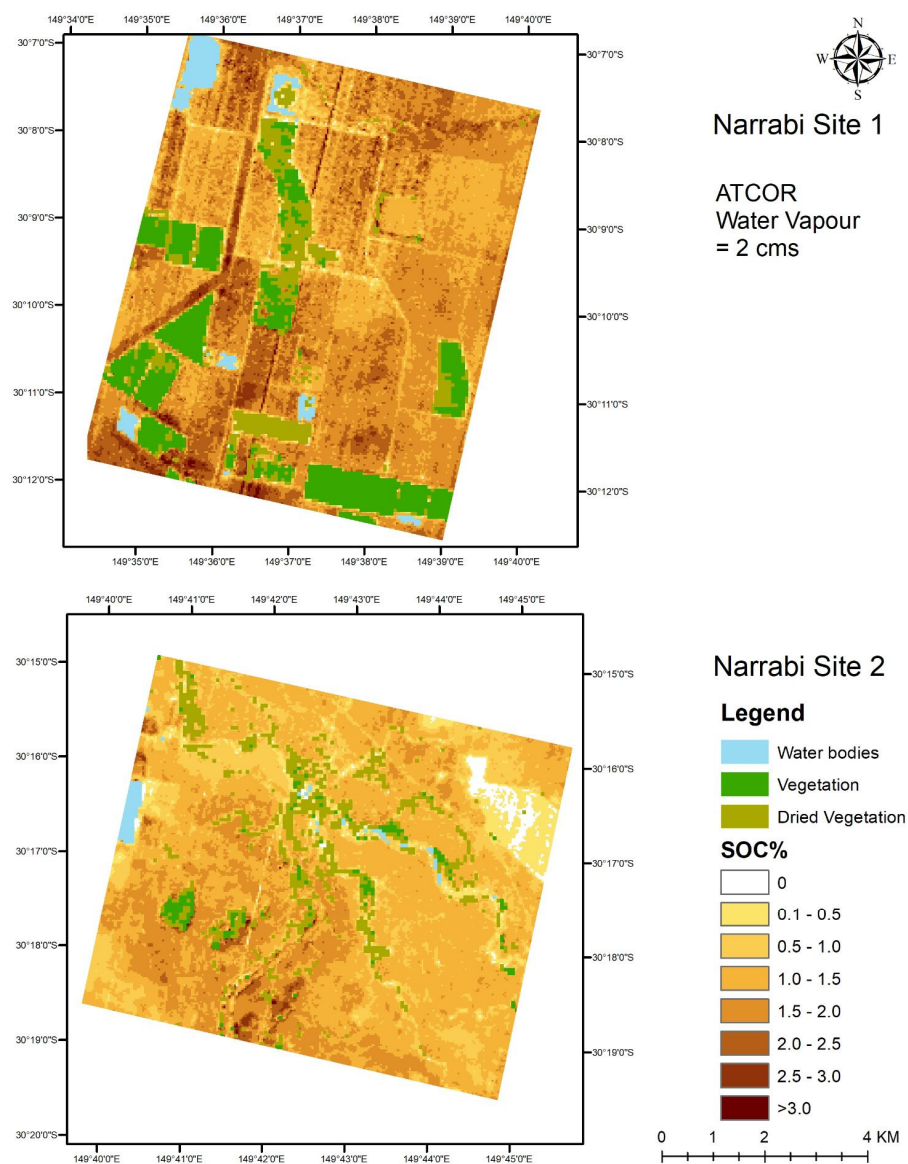 149°34'0"E 149°35'0"E 149°36'0"E 149°37'0"E 149°38'0"E 149°39'0"E 149°40'0"E
30°7'0"S 30°7'0"S
30°8'0"S 30°8'0"S
30°9'0"S 30°9'0"S
30°10'0"S 30°10'0"S
30°11'0"S 30°11'0"S
30°12'0"S 30°12'0"S
149°35'0"E 149°36'0"E 149°37'0"E 149°38'0"E 149°39'0"E 149°40'0"E
N
W E
S
Narrabi Site 1
ATCOR
Water Vapour
= 2 cms
149°40'0"E 149°41'0"E 149°42'0"E 149°43'0"E 149°44'0"E 149°45'0"E
30°15'0"S 30°15'0"S
30°16'0"S 30°16'0"S
30°17'0"S 30°17'0"S
30°18'0"S 30°18'0"S
30°19'0"S 30°19'0"S
30°20'0"S
149°40'0"E 149°41'0"E 149°42'0"E 149°43'0"E 149°44'0"E 149°45'0"E
Narrabi Site 2
Legend
Water bodies
Vegetation
Dried Vegetation
SOC%
0
0.1 - 0.5
0.5 - 1.0
1.0 - 1.5
1.5 - 2.0
2.0 - 2.5
2.5 - 3.0
>3.0
0 1 2 4 KM